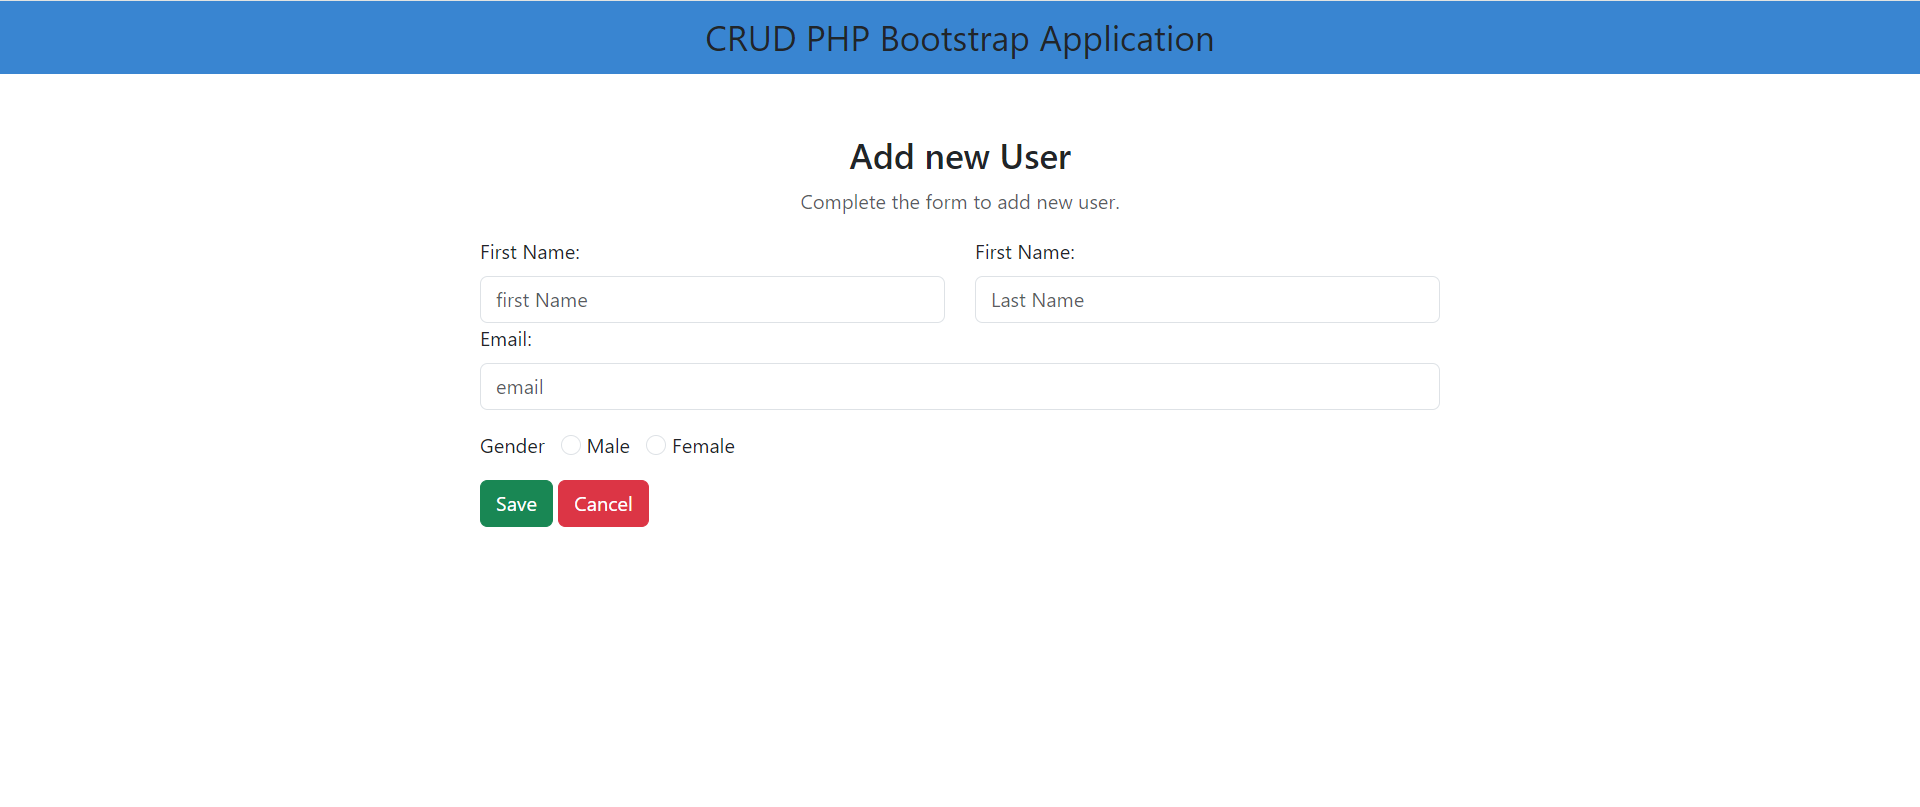 CRUD PHP Bootstrap Application
Add new User
Complete the form to add new user.
First Name: First Name:
first Name Last Name
Email:
email
Gender Male Female
Save Cancel